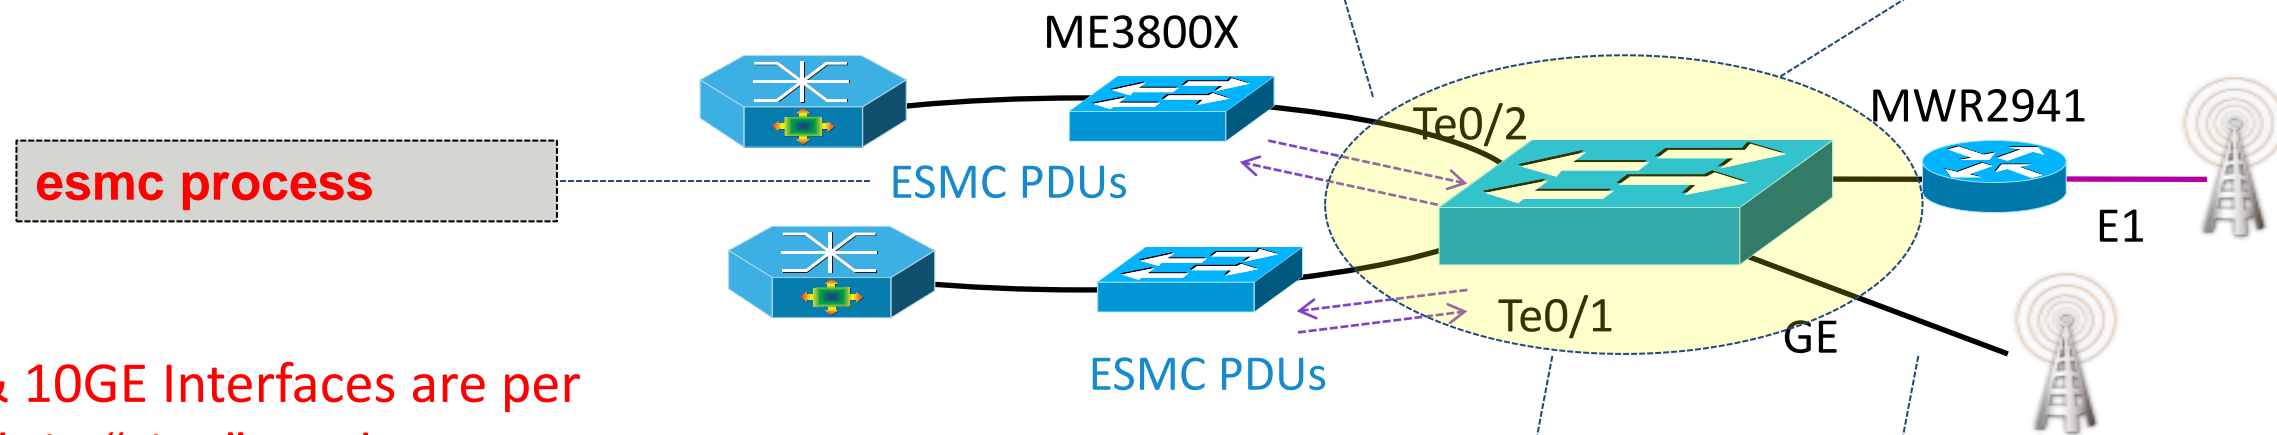 ME3800X
Te0/2
MWR2941
esmc process
ESMC PDUs
E1
Te0/1
GE
ESMC PDUs
& 10GE Interfaces are per